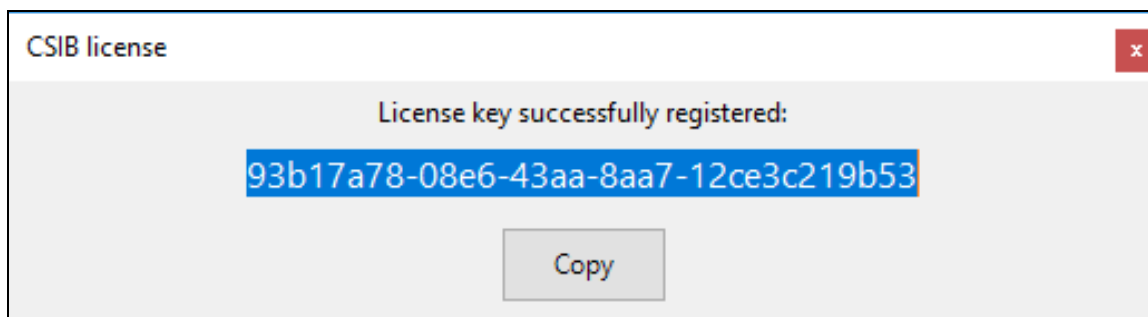 CSIB license
x
License key successfully registered:
93b17a78-08e6-43aa-8aa7-12ce3c219b53
Copy